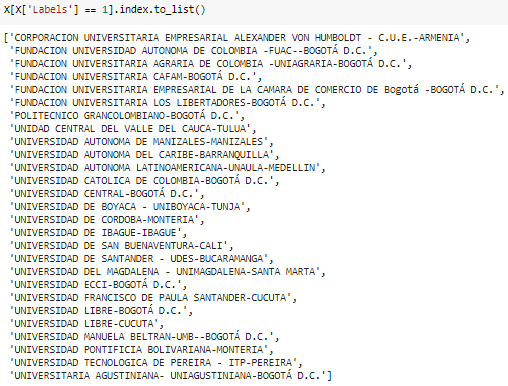 X[X['Labels'] == 1].index.to_list()
['CORPORACION UNIVERSITARIA EMPRESARIAL ALEXANDER VON HUMBOLDT - C.U.E.-ARMENIA',
'FUNDACION UNIVERSIDAD AUTONOMA DE COLOMBIA -FUAC--BOGOTÁ D.C.',
'FUNDACION UNIVERSITARIA AGRARIA DE COLOMBIA -UNIAGRARIA-BOGOTÁ D.C.',
'FUNDACION UNIVERSITARIA CAFAM-BOGOTÁ D.C.',
'FUNDACION UNIVERSITARIA EMPRESARIAL DE LA CAMARA DE COMERCIO DE Bogotá -BOGOTÁ D.C.',
'FUNDACION UNIVERSITARIA LOS LIBERTADORES-BOGOTÁ D.C.',
'POLITECNICO GRANCOLOMBIANO-BOGOTÁ D.C.',
'UNIDAD CENTRAL DEL VALLE DEL CAUCA-TULUA',
'UNIVERSIDAD AUTONOMA DE MANIZALES-MANIZALES',
'UNIVERSIDAD AUTONOMA DEL CARIBE-BARRANQUILLA',
'UNIVERSIDAD AUTONOMA LATINOAMERICANA-UNAULA-MEDELLIN',
'UNIVERSIDAD CATOLICA DE COLOMBIA-BOGOTÁ D.C.',
'UNIVERSIDAD CENTRAL-BOGOTÁ D.C.',
'UNIVERSIDAD DE BOYACA - UNIBOYACA-TUNJA',
'UNIVERSIDAD DE CORDOBA-MONTERIA',
'UNIVERSIDAD DE IBAGUE-IBAGUE',
'UNIVERSIDAD DE SAN BUENAVENTURA-CALI',
'UNIVERSIDAD DE SANTANDER - UDES-BUCARAMANGA',
'UNIVERSIDAD DEL MAGDALENA - UNIMAGDALENA-SANTA MARTA',
'UNIVERSIDAD ECCI-BOGOTÁ D.C.',
'UNIVERSIDAD FRANCISCO DE PAULA SANTANDER-CUCUTA',
'UNIVERSIDAD LIBRE-BOGOTÁ D.C.',
'UNIVERSIDAD LIBRE-CUCUTA',
'UNIVERSIDAD MANUELA BELTRAN-UMB--BOGOTÁ D.C.',
'UNIVERSIDAD PONTIFICIA BOLIVARIANA-MONTERIA',
'UNIVERSIDAD TECNOLOGICA DE PEREIRA - ITP-PEREIRA',
'UNIVERSITARIA AGUSTINIANA- UNIAGUSTINIANA-BOGOTÁ D.C.']